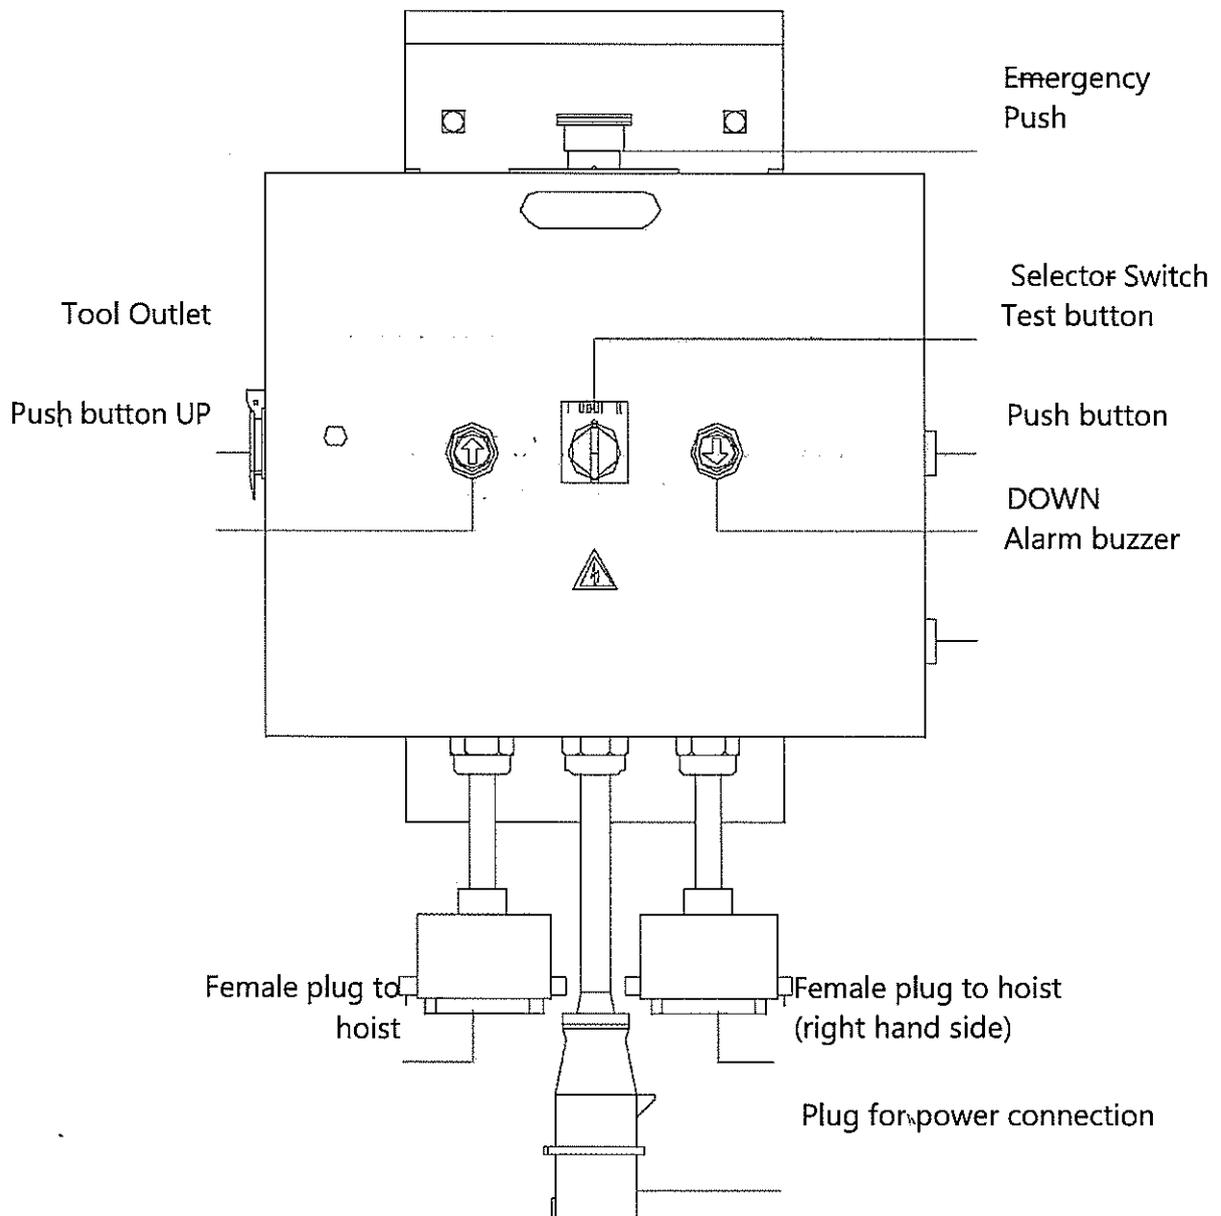 Emergency
Push
Selector Switch
Test button
Tool Outlet
Push button UP
Push button
DOWN
Alarm buzzer
Female plug to
hoist
Female plug to hoist
(right hand side)
Plug for power connection